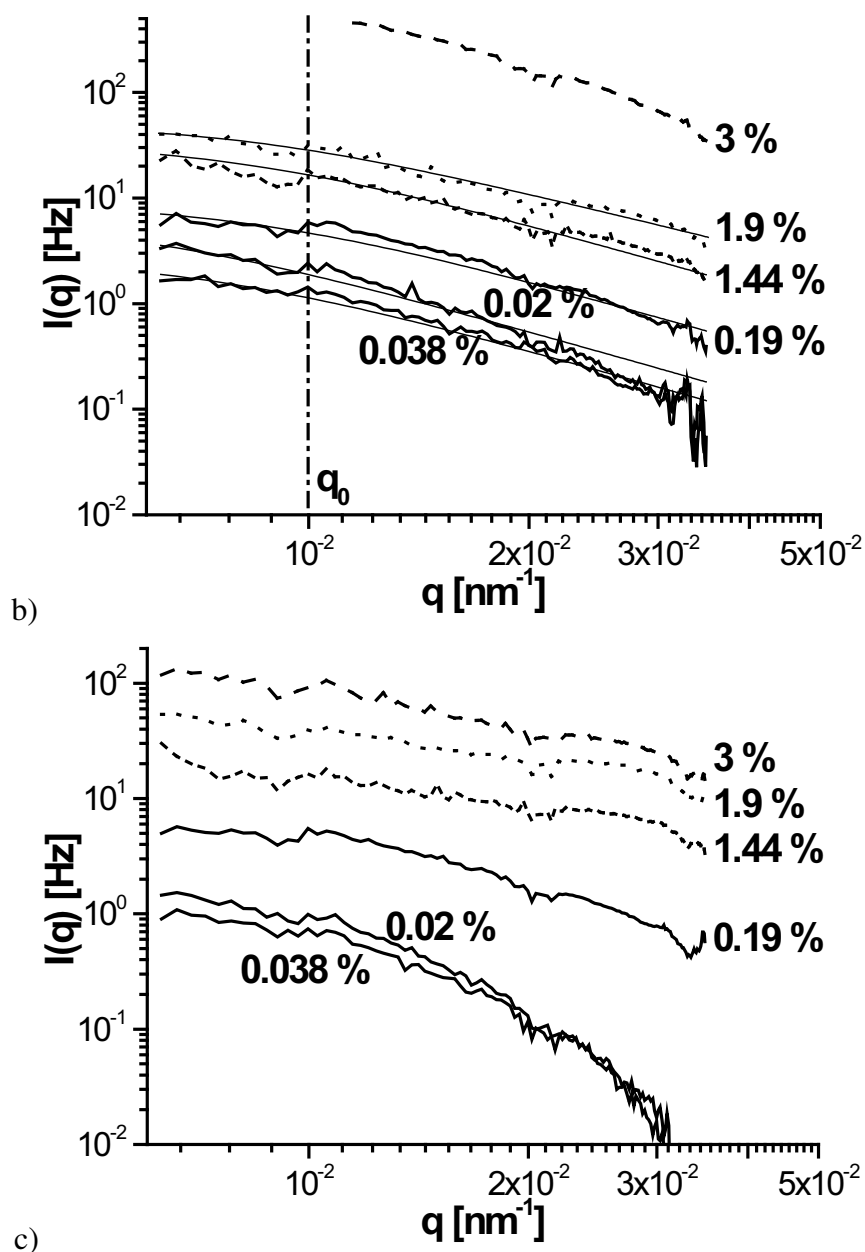 10²
10¹
10⁰
10⁻¹
10⁻²
I(q) [Hz]
3 %
1.9 %
1.44 %
0.02 %
0.19 %
0.038 %
q₀
10⁻²
2x10⁻²
3x10⁻²
5x10⁻²
q [nm⁻¹]
b)
10²
10¹
10⁰
10⁻¹
10⁻²
I(q) [Hz]
3 %
1.9 %
1.44 %
0.02 %
0.19 %
0.038 %
10⁻²
2x10⁻²
3x10⁻²
5x10⁻²
q [nm⁻¹]
c)